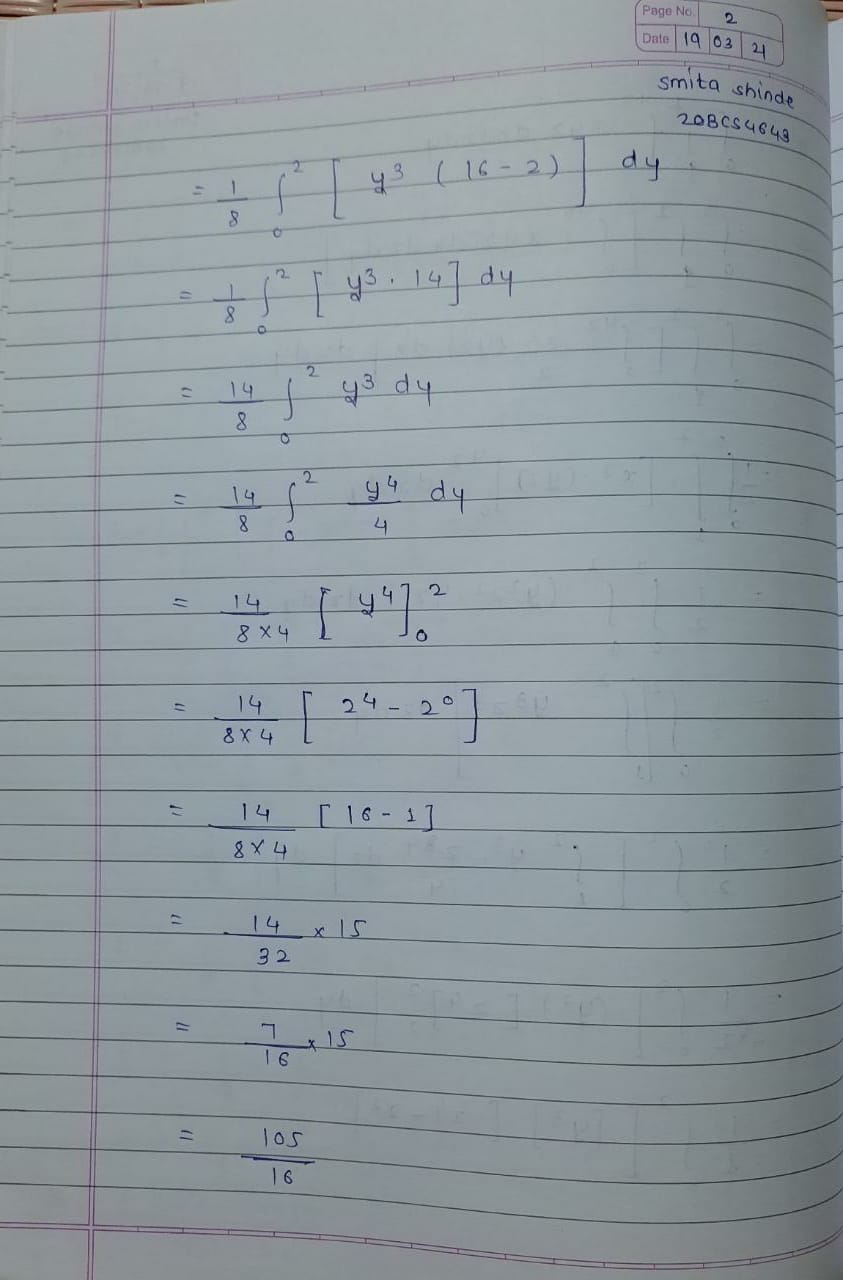 Page No. 2
Date 19 03 21
smita shinde
20BCS4643
= 1/8 ∫₀² [ y³ ( 16 - 2 ) ] dy
= 1/8 ∫₀² [ y³ . 14 ] dy
= 14/8 ∫₀² y³ dy
= 14/8 ∫₀² y⁴/4 dy
= 14/(8×4) [ y⁴ ]₀²
= 14/(8×4) [ 2⁴ - 2⁰ ]
= 14/(8×4) [ 16 - 1 ]
= 14/32 × 15
= 7/16 × 15
= 105/16